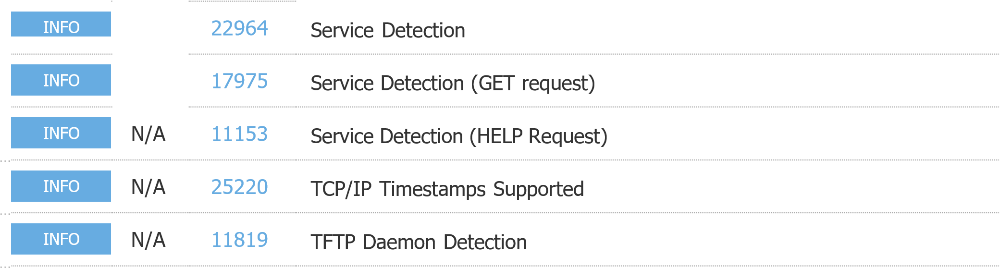 INFO 22964 Service Detection
INFO 17975 Service Detection (GET request)
INFO N/A 11153 Service Detection (HELP Request)
INFO N/A 25220 TCP/IP Timestamps Supported
INFO N/A 11819 TFTP Daemon Detection